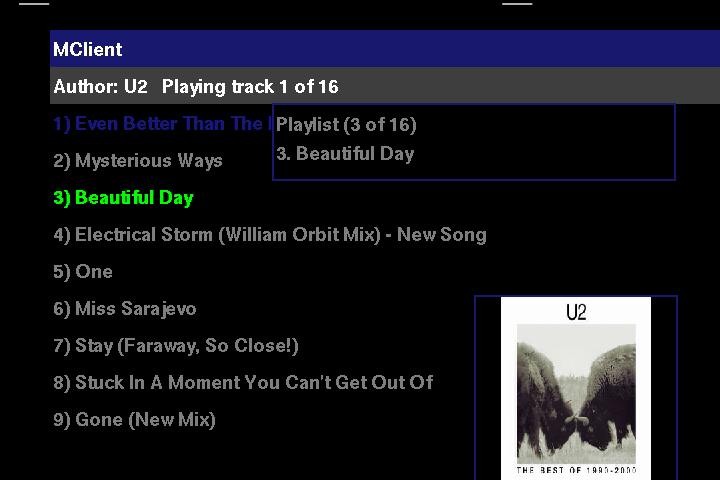 MClient
Author: U2 Playing track 1 of 16
1) Even Better Than The
Playlist (3 of 16)
3. Beautiful Day
2) Mysterious Ways
3) Beautiful Day
4) Electrical Storm (William Orbit Mix) - New Song
5) One
6) Miss Sarajevo
7) Stay (Faraway, So Close!)
8) Stuck In A Moment You Can't Get Out Of
9) Gone (New Mix)
U2
THE BEST OF 1990-2000